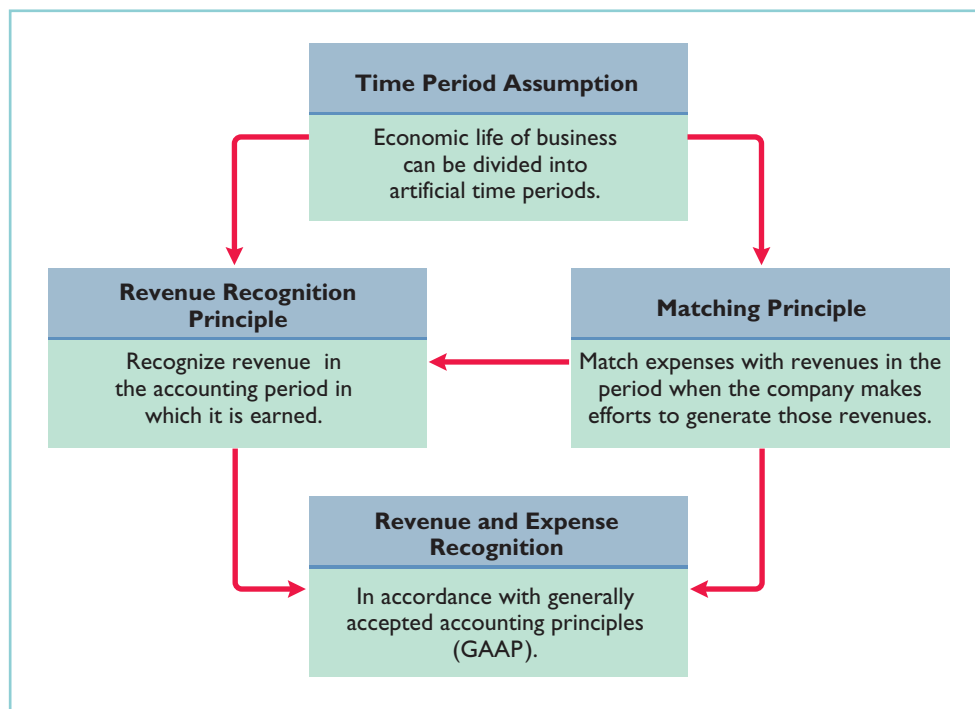 Time Period Assumption
Economic life of business
can be divided into
artificial time periods.
Revenue Recognition
Principle
Recognize revenue in
the accounting period in
which it is earned.
Matching Principle
Match expenses with revenues in the
period when the company makes
efforts to generate those revenues.
Revenue and Expense
Recognition
In accordance with generally
accepted accounting principles
(GAAP).